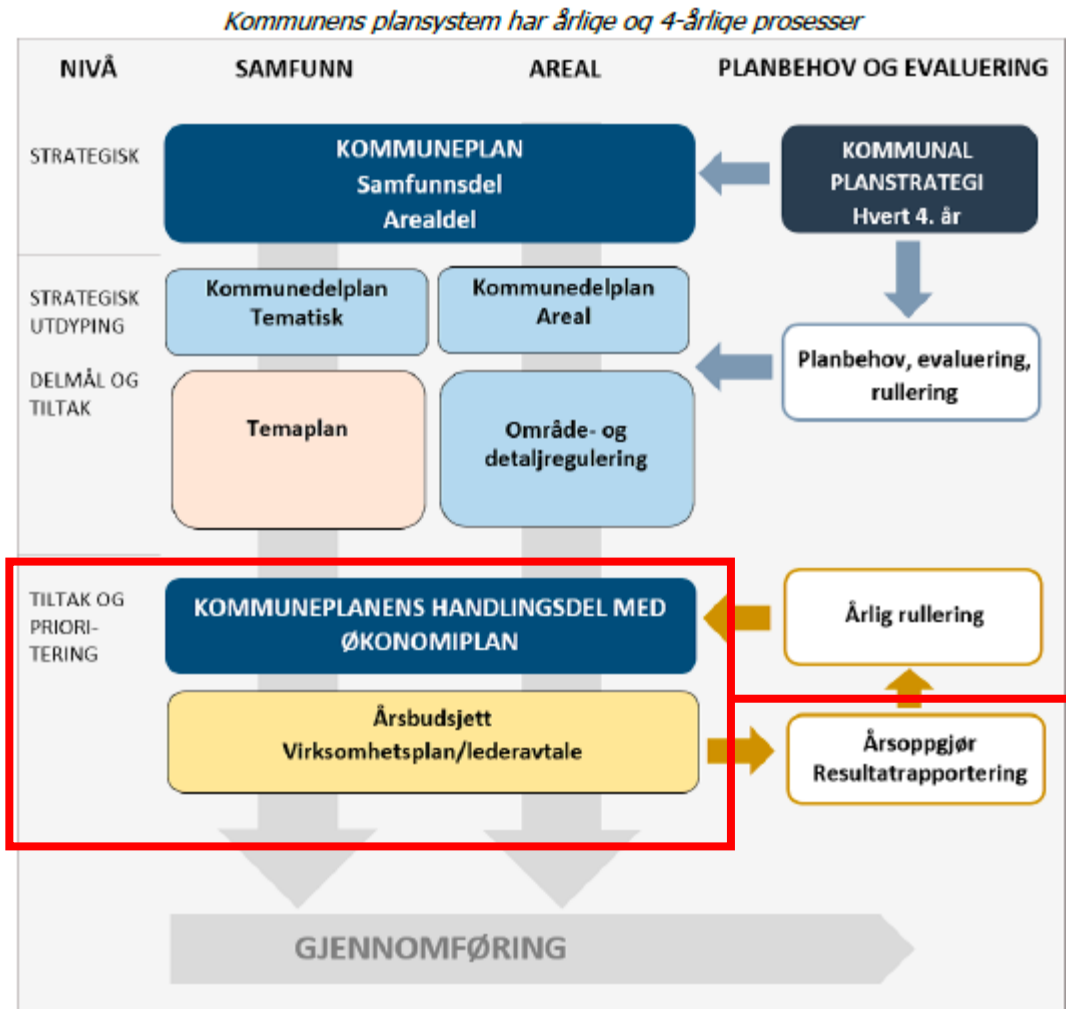 Kommunens plansystem har årlige og 4-årlige prosesser
NIVÅ
SAMFUNN
AREAL
PLANBEHOV OG EVALUERING
STRATEGISK
KOMMUNEPLAN
Samfunnsdel
Arealdel
KOMMUNAL
PLANSTRATEGI
Hvert 4. år
STRATEGISK
UTDYPING
Kommunedelplan
Tematisk
Kommunedelplan
Areal
Planbehov, evaluering,
rullering
DELMÅL OG
TILTAK
Temaplan
Område- og
detaljregulering
TILTAK OG
PRIORI-
TERING
KOMMUNEPLANENS HANDLINGSDEL MED
ØKONOMIPLAN
Årlig rullering
Årsbudsjett
Virksomhetsplan/lederavtale
Årsoppgjør
Resultatrapportering
GJENNOMFØRING